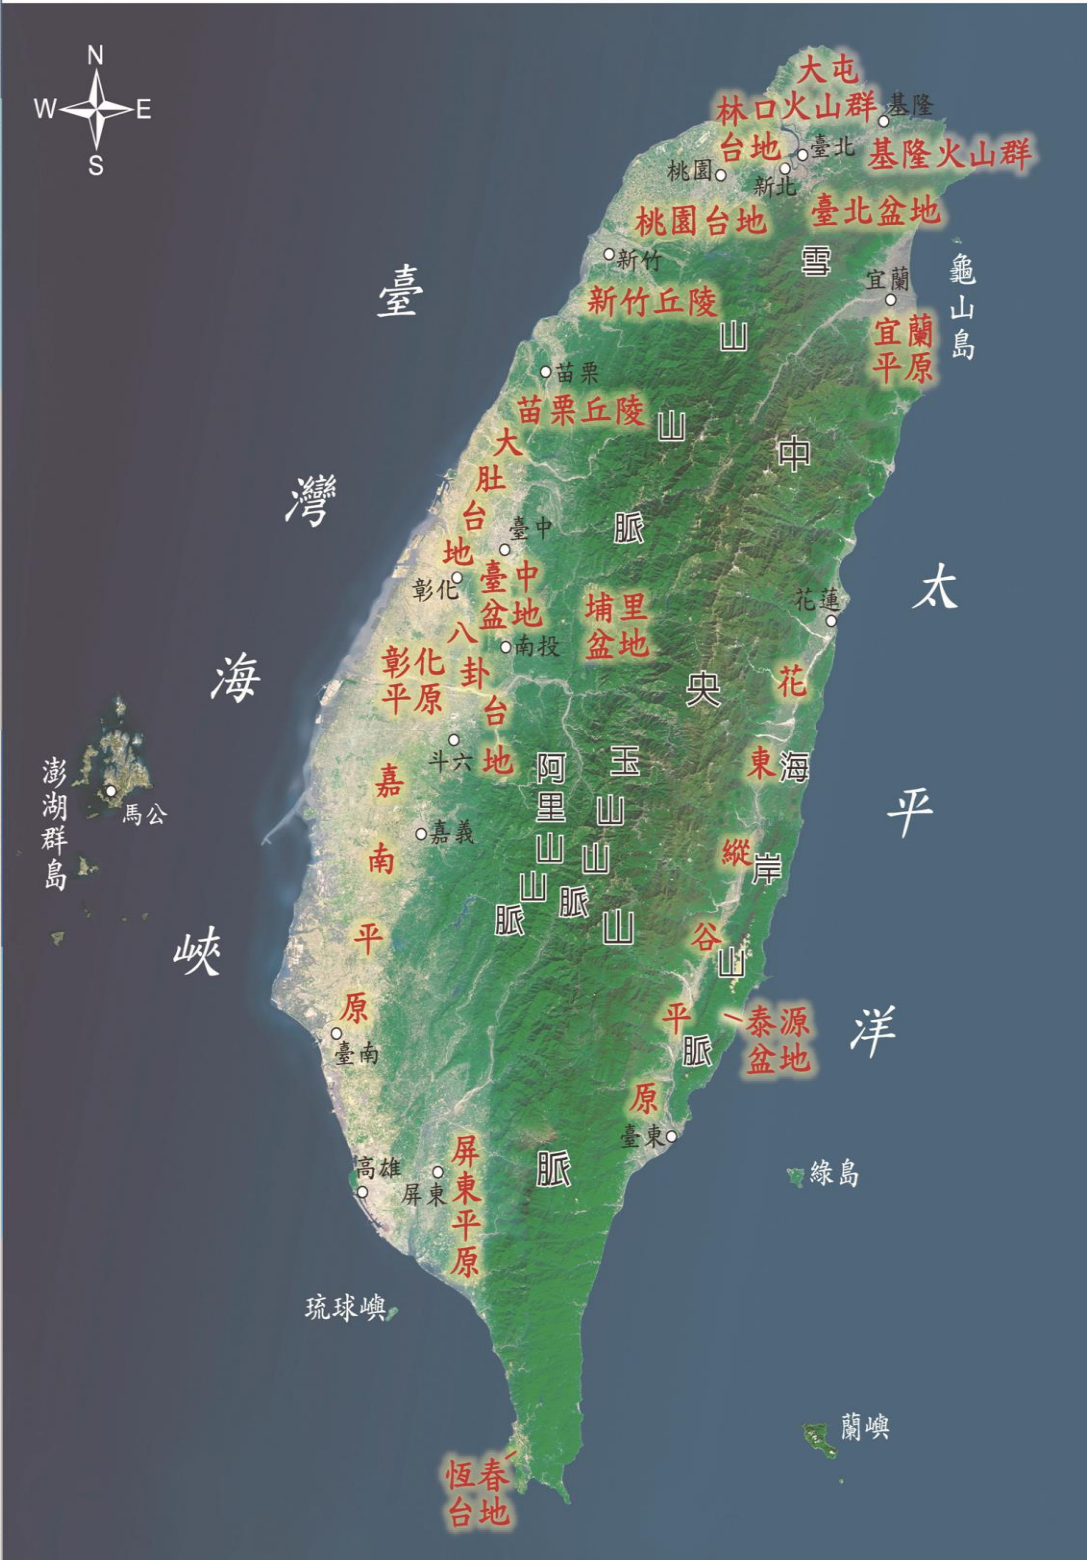 N
W E
S
大屯
火山群
基隆
林口
台地
臺北
基隆火山群
桃園
新北
桃園台地
臺北盆地
新竹
雪山山脈
宜蘭
龜山島
新竹丘陵
宜蘭
平原
苗栗
苗栗丘陵
大肚台地
中央山脈
臺灣海峽
臺中
彰化
臺中
盆地
埔里
盆地
花蓮
太平洋
八卦台地
南投
彰化
平原
花東縱谷平原
海岸山脈
斗六
阿里山山脈
玉山山脈
澎湖群島
馬公
嘉南平原
嘉義
泰源
盆地
臺南
臺東
高雄
屏東
屏東平原
綠島
琉球嶼
蘭嶼
恆春
台地